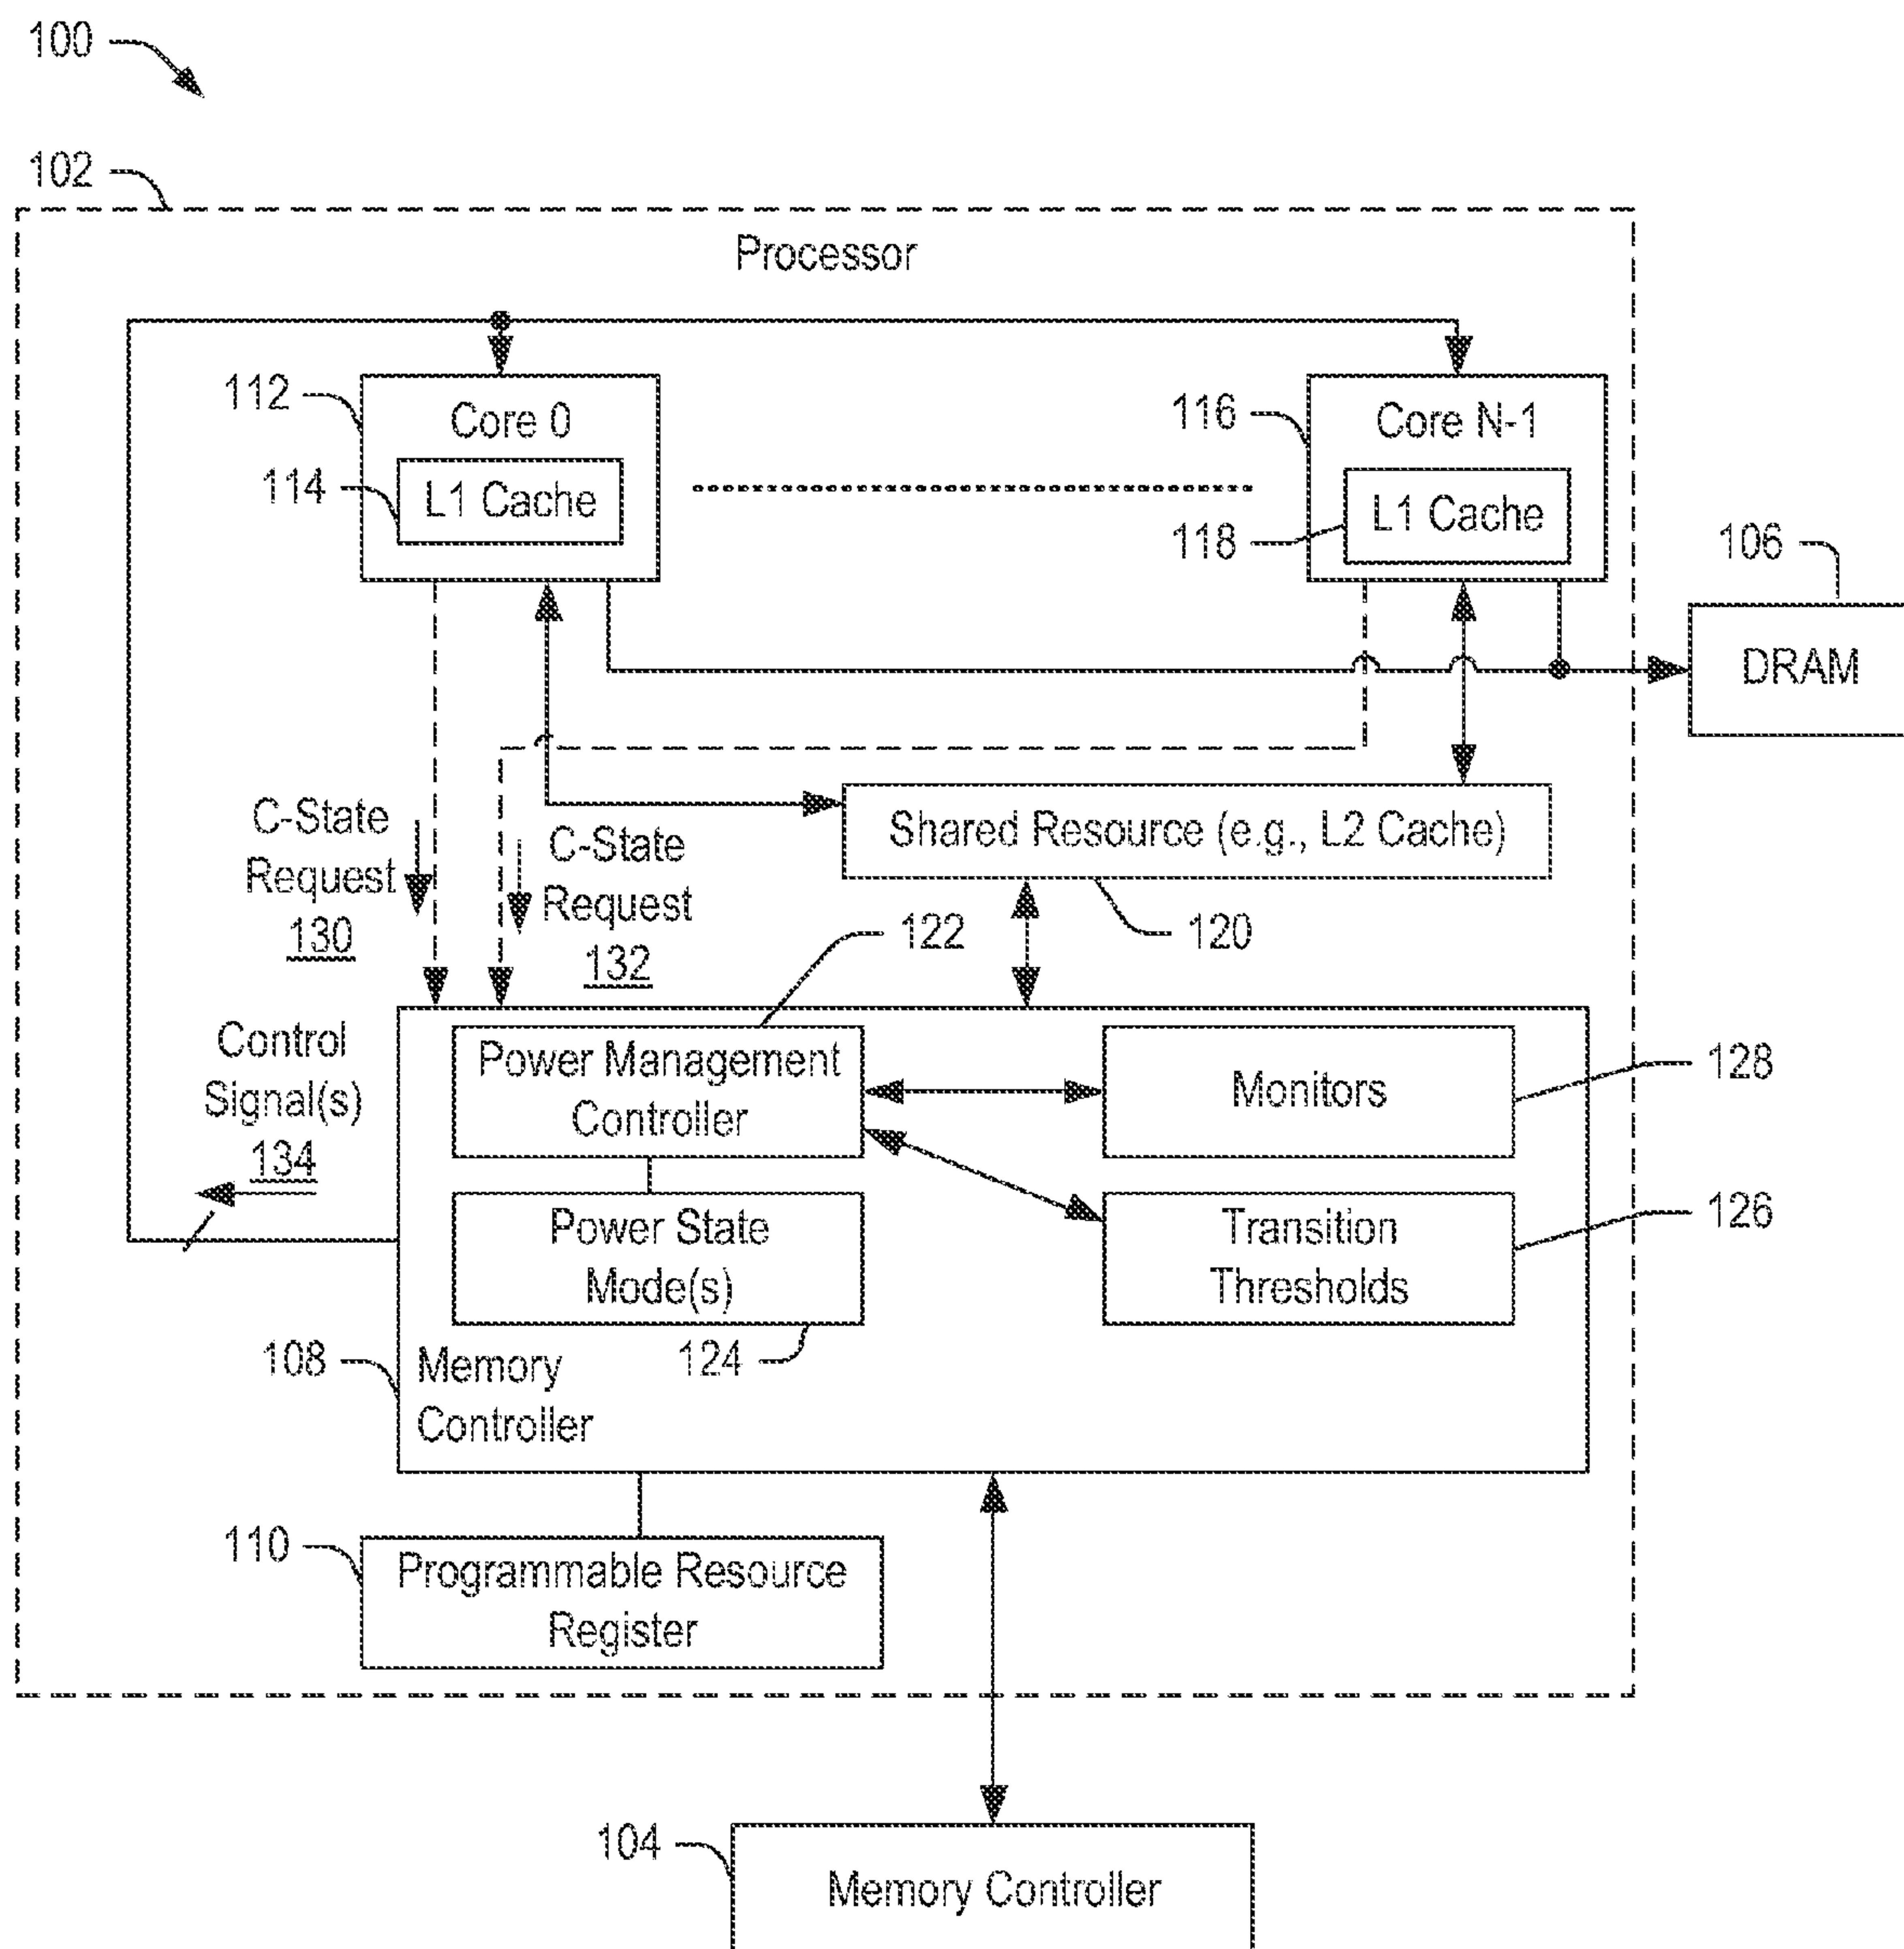 100
102
Processor
112
Core 0
114
L1 Cache
116
Core N-1
118
L1 Cache
106
DRAM
C-State
Request
130
C-State
Request
132
Shared Resource (e.g., L2 Cache)
122
120
Control
Signal(s)
134
Power Management
Controller
Monitors
128
Power State
Mode(s)
Transition
Thresholds
126
108
124
Memory
Controller
110
Programmable Resource
Register
104
Memory Controller